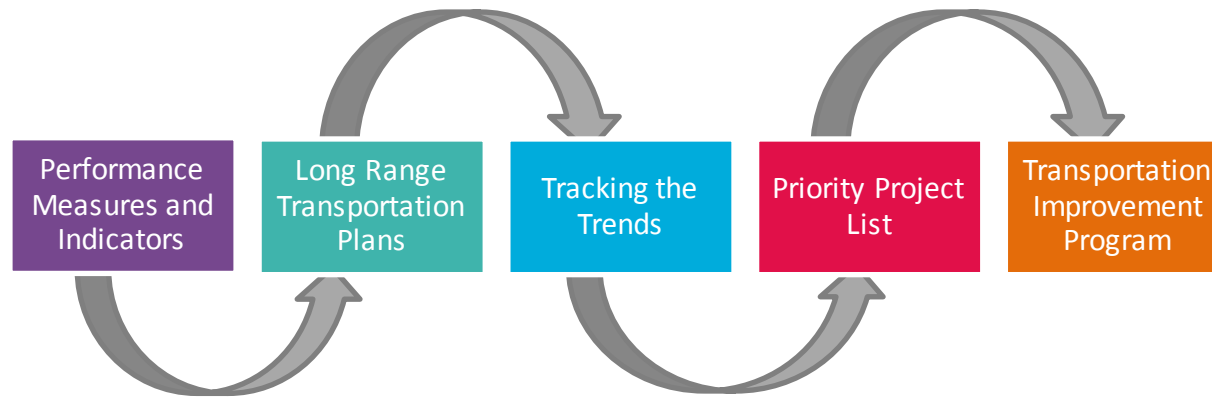 Performance
Measures and
Indicators
Long Range
Transportation
Plans
Tracking the
Trends
Priority Project
List
Transportation
Improvement
Program